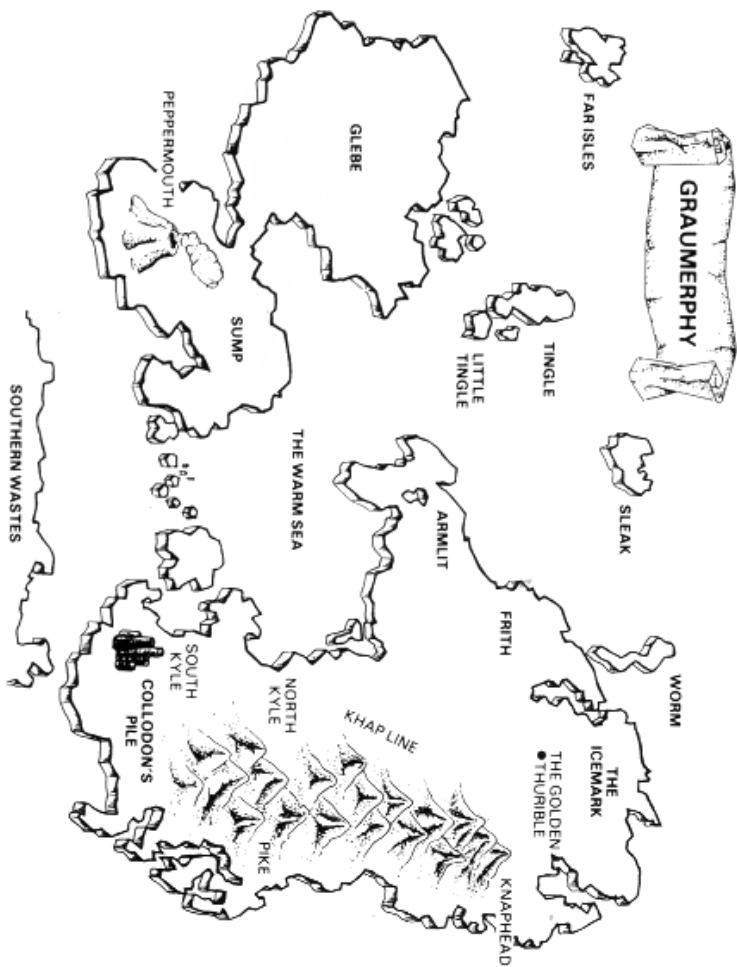 GRAUMERPHY
FAR ISLES
SLEAK
WORM
TINGLE
LITTLE
TINGLE
FRITH
THE
ICEMARK
THE GOLDEN
THURIBLE
KNAPHEAD
GLEBE
ARMLIT
KHAP LINE
THE WARM SEA
NORTH
KYLE
PIKE
SUMP
PEPPERMOUTH
SOUTH
KYLE
COLLODON'S
PILE
SOUTHERN WASTES